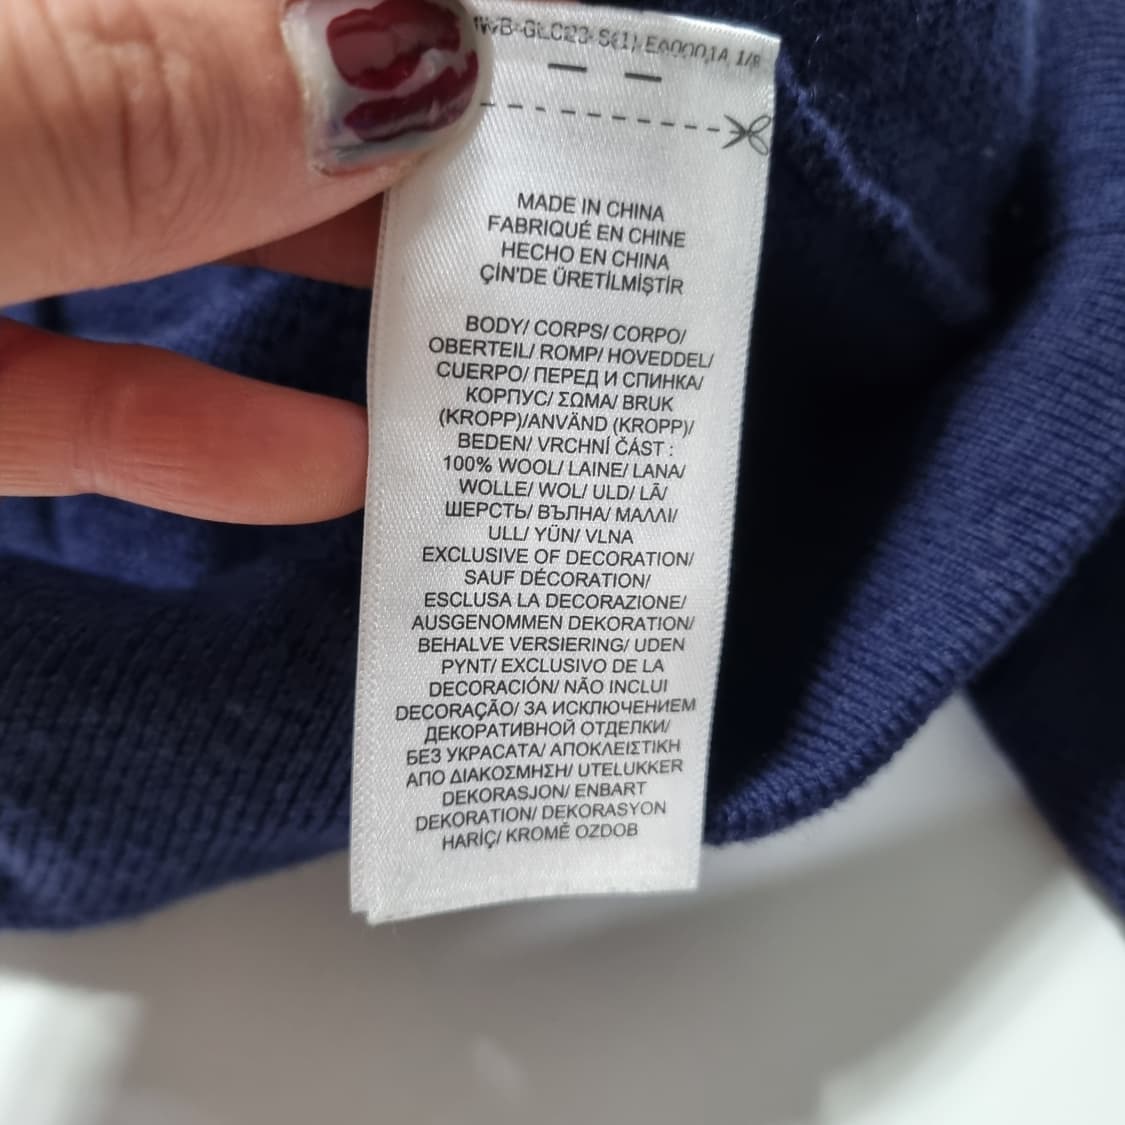 MADE IN CHINA
FABRIQUÉ EN CHINE
HECHO EN CHINA
ÇİN'DE ÜRETİLMİŞTİR
BODY/ CORPS/ CORPO/
OBERTEIL/ ROMP/ HOVEDDEL/
CUERPO/ ПЕРЕД И СПИНКА/
КОРПУС/ ΣΩΜΑ/ BRUK
(KROPP)/ANVÄND (KROPP)/
BEDEN/ VRCHNÍ ČÁST :
100% WOOL/ LAINE/ LANA/
WOLLE/ WOL/ ULD/ LÃ/
ШЕРСТЬ/ ВЪЛНА/ ΜΑΛΛΙ/
ULL/ YÜN/ VLNA
EXCLUSIVE OF DECORATION/
SAUF DÉCORATION/
ESCLUSA LA DECORAZIONE/
AUSGENOMMEN DEKORATION/
BEHALVE VERSIERING/ UDEN
PYNT/ EXCLUSIVO DE LA
DECORACIÓN/ NÃO INCLUI
DECORAÇÃO/ ЗА ИСКЛЮЧЕНИЕМ
ДЕКОРАТИВНОЙ ОТДЕЛКИ/
БЕЗ УКРАСАТА/ ΑΠΟΚΛΕΙΣΤΙΚΗ
ΑΠΟ ΔΙΑΚΟΣΜΗΣΗ/ UTELUKKER
DEKORASJON/ ENBART
DEKORATION/ DEKORASYON
HARİÇ/ KROMĚ OZDOB